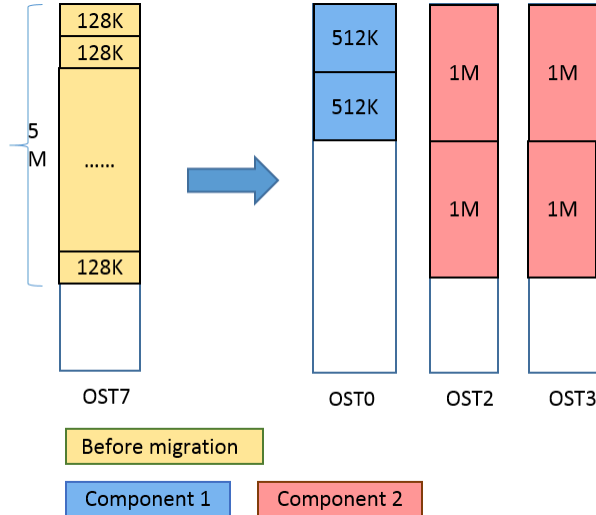 128K
128K
5
M
......
128K
512K
512K
1M
1M
1M
1M
OST7
OST0
OST2
OST3
Before migration
Component 1
Component 2